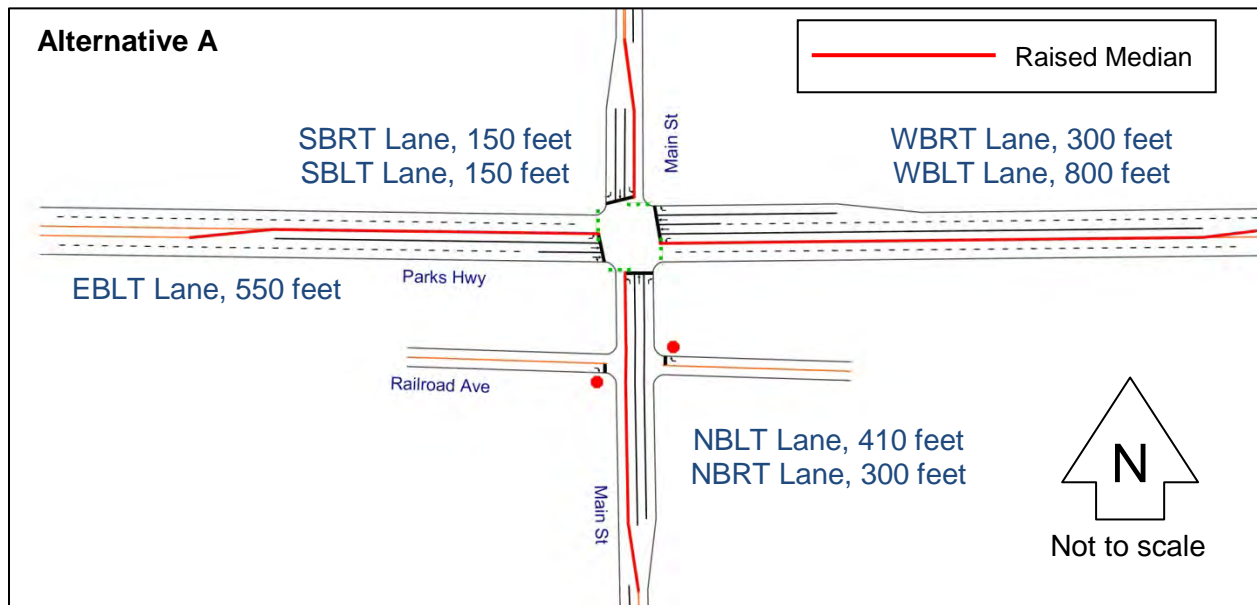 Alternative A
Raised Median
SBRT Lane, 150 feet
SBLT Lane, 150 feet
Main St
WBRT Lane, 300 feet
WBLT Lane, 800 feet
EBLT Lane, 550 feet
Parks Hwy
Railroad Ave
NBLT Lane, 410 feet
NBRT Lane, 300 feet
Main St
N
Not to scale